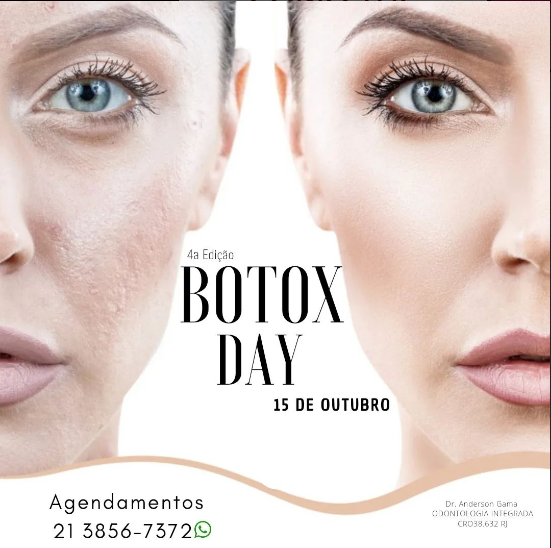 4a Edição
BOTOX
DAY
15 DE OUTUBRO
Agendamentos
21 3856-7372
Dr. Anderson Gama
ODONTOLOGIA INTEGRADA
CRO38.632 RJ